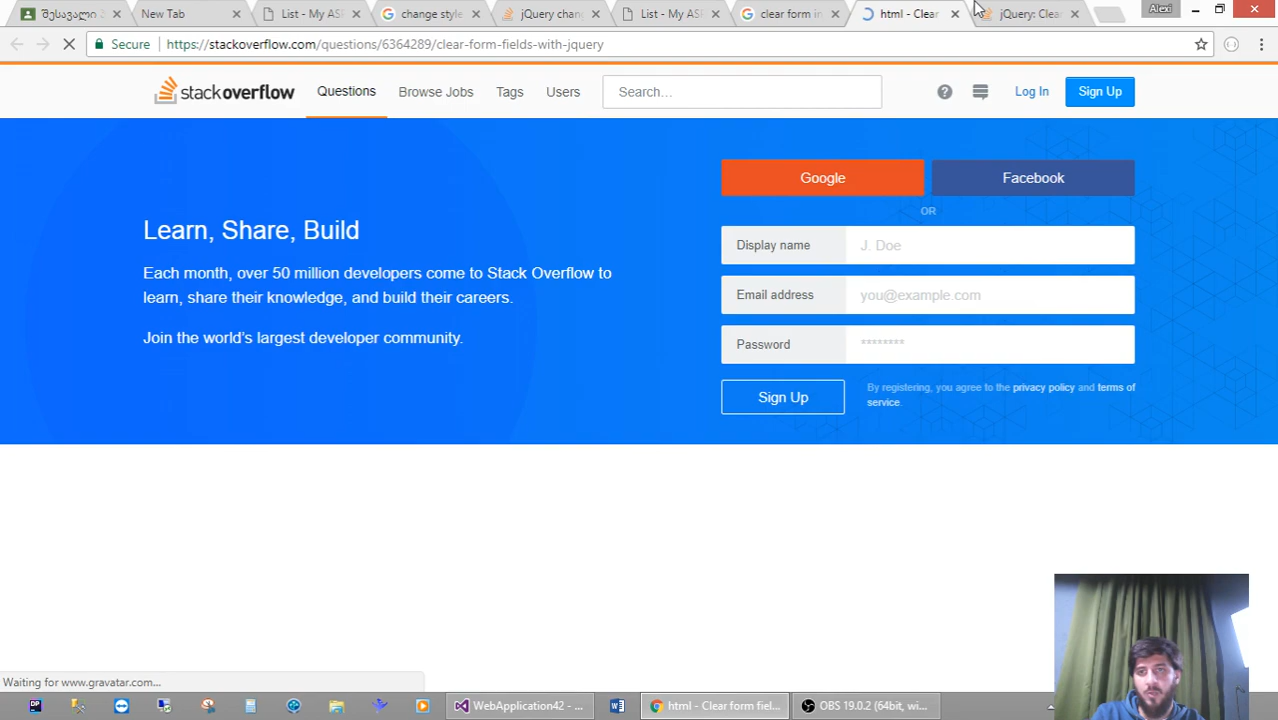 შესავალი პ
New Tab
List - My ASP
change style
jQuery chan
List - My ASP
clear form in
html - Clear
jQuery: Clea
Alexi
Secure https://stackoverflow.com/questions/6364289/clear-form-fields-with-jquery
stackoverflow
Questions
Browse Jobs
Tags
Users
Search...
Log In
Sign Up
Google
Facebook
OR
Learn, Share, Build
Each month, over 50 million developers come to Stack Overflow to
learn, share their knowledge, and build their careers.
Join the world's largest developer community.
Display name
J. Doe
Email address
you@example.com
Password
********
Sign Up
By registering, you agree to the privacy policy and terms of
service.
Waiting for www.gravatar.com...
WebApplication42 - ...
html - Clear form fiel...
OBS 19.0.2 (64bit, wi...